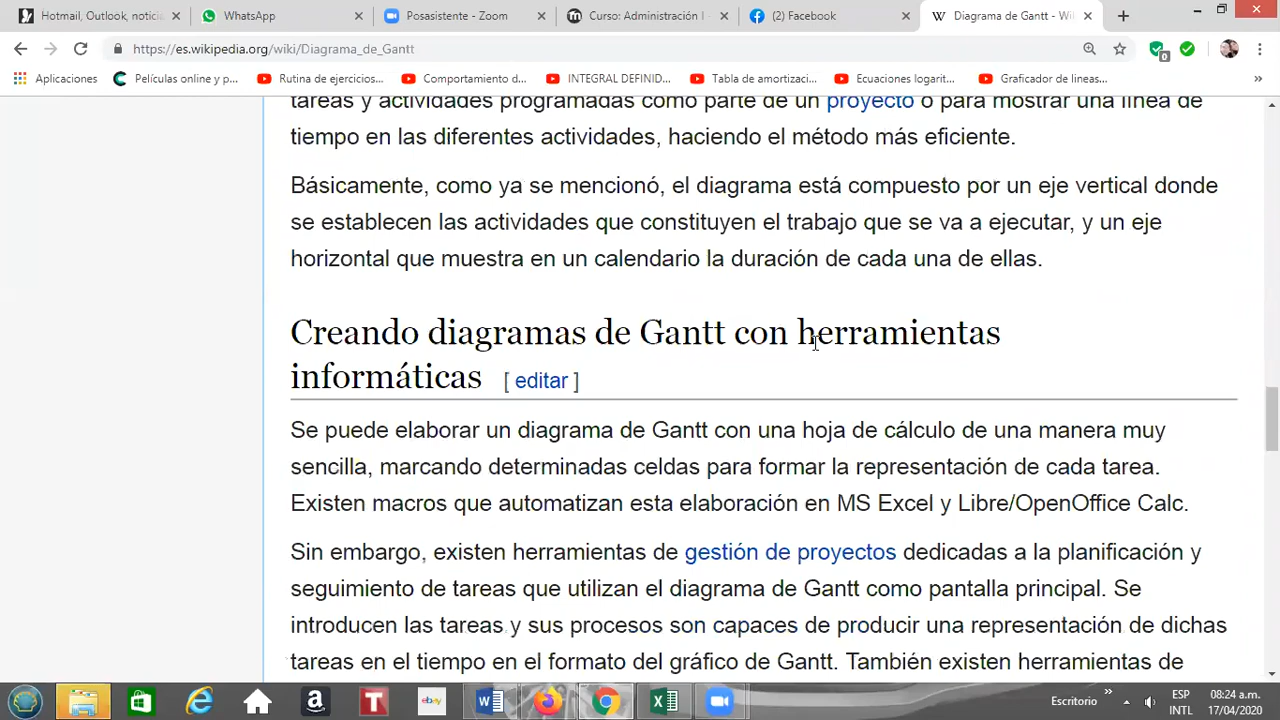 Hotmail, Outlook, notici
WhatsApp
Posasistente - Zoom
Curso: Administración I -
(2) Facebook
Diagrama de Gantt - Wi
https://es.wikipedia.org/wiki/Diagrama_de_Gantt
0
Aplicaciones
Películas online y p...
Rutina de ejercicios...
Comportamiento d...
INTEGRAL DEFINID...
Tabla de amortizaci...
Ecuaciones logarit...
Graficador de lineas...
tareas y actividades programadas como parte de un proyecto o para mostrar una línea de
tiempo en las diferentes actividades, haciendo el método más eficiente.
Básicamente, como ya se mencionó, el diagrama está compuesto por un eje vertical donde
se establecen las actividades que constituyen el trabajo que se va a ejecutar, y un eje
horizontal que muestra en un calendario la duración de cada una de ellas.
Creando diagramas de Gantt con herramientas
informáticas [ editar ]
Se puede elaborar un diagrama de Gantt con una hoja de cálculo de una manera muy
sencilla, marcando determinadas celdas para formar la representación de cada tarea.
Existen macros que automatizan esta elaboración en MS Excel y Libre/OpenOffice Calc.
Sin embargo, existen herramientas de gestión de proyectos dedicadas a la planificación y
seguimiento de tareas que utilizan el diagrama de Gantt como pantalla principal. Se
introducen las tareas y sus procesos son capaces de producir una representación de dichas
tareas en el tiempo en el formato del gráfico de Gantt. También existen herramientas de
ebay
Escritorio
ESP
INTL
08:24 a.m.
17/04/2020